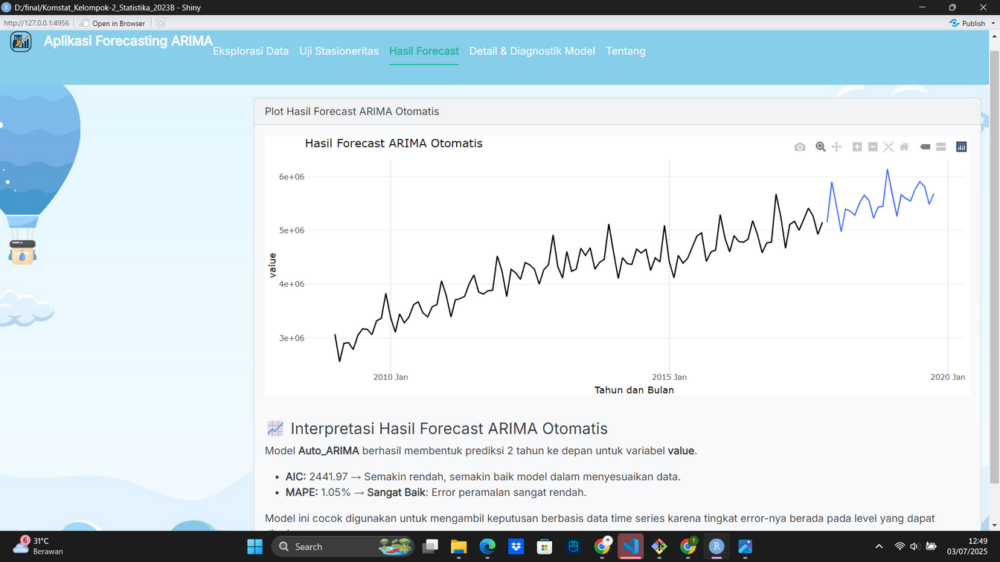 D:/final/Komstat_Kelompok-2_Statistika_2023B - Shiny
http://127.0.0.1:4956
Open in Browser
Publish
Aplikasi Forecasting ARIMA
Eksplorasi Data
Uji Stasioneritas
Hasil Forecast
Detail & Diagnostik Model
Tentang
Plot Hasil Forecast ARIMA Otomatis
Hasil Forecast ARIMA Otomatis
6e+06
5e+06
4e+06
3e+06
value
2010 Jan
2015 Jan
2020 Jan
Tahun dan Bulan
Interpretasi Hasil Forecast ARIMA Otomatis
Model Auto_ARIMA berhasil membentuk prediksi 2 tahun ke depan untuk variabel value.
• AIC: 2441.97 → Semakin rendah, semakin baik model dalam menyesuaikan data.
• MAPE: 1.05% → Sangat Baik: Error peramalan sangat rendah.
Model ini cocok digunakan untuk mengambil keputusan berbasis data time series karena tingkat error-nya berada pada level yang dapat
6
31°C
Berawan
Search
T
R
12:49
03/07/2025